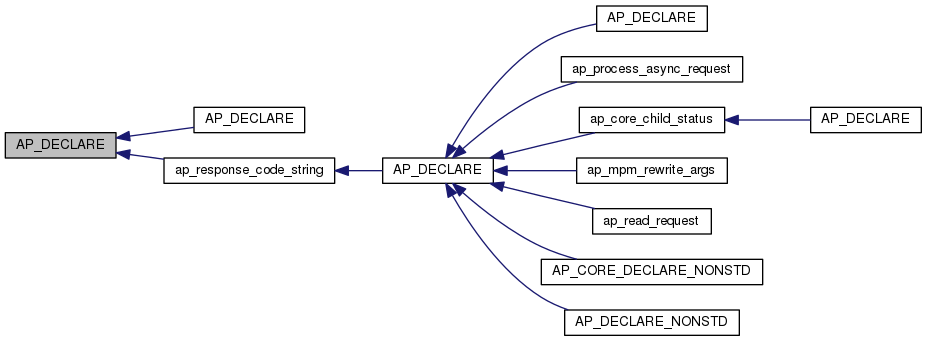 AP_DECLARE
ap_process_async_request
AP_DECLARE
ap_core_child_status
AP_DECLARE
AP_DECLARE
ap_response_code_string
AP_DECLARE
ap_mpm_rewrite_args
ap_read_request
AP_CORE_DECLARE_NONSTD
AP_DECLARE_NONSTD